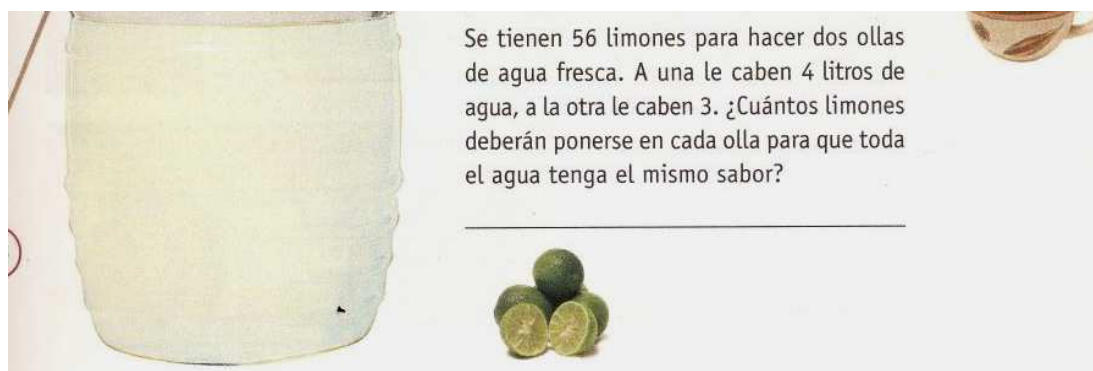 Se tienen 56 limones para hacer dos ollas
de agua fresca. A una le caben 4 litros de
agua, a la otra le caben 3. ¿Cuántos limones
deberán ponerse en cada olla para que toda
el agua tenga el mismo sabor?